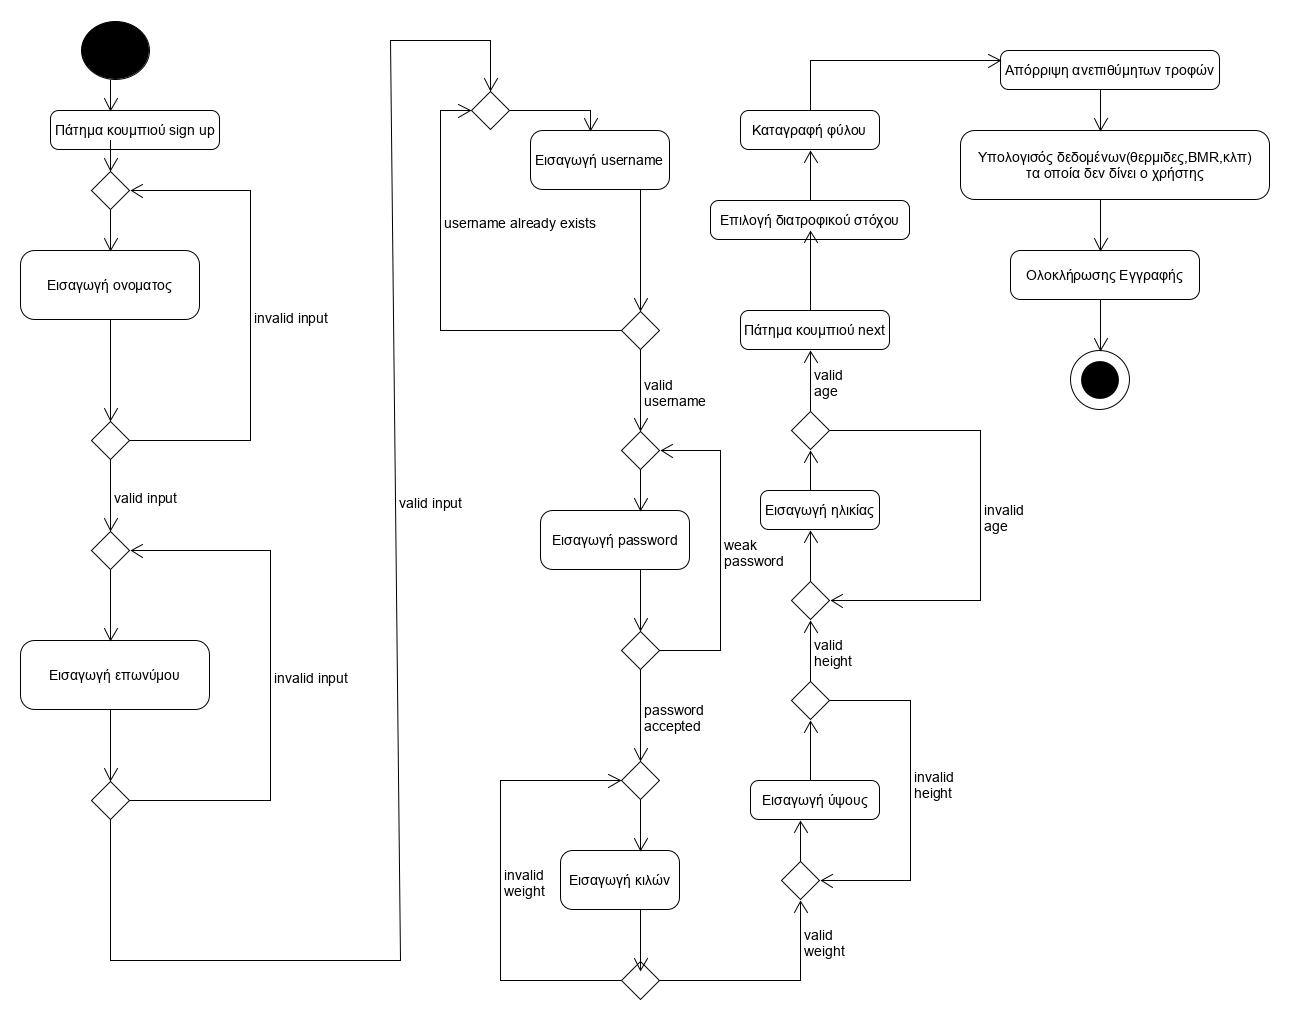 Πάτημα κουμπιού sign up
Εισαγωγή ονοματος
invalid input
valid input
Εισαγωγή επωνύμου
invalid input
valid input
Εισαγωγή username
username already exists
valid
username
Εισαγωγή password
weak
password
password
accepted
Εισαγωγή κιλών
invalid
weight
valid
weight
Εισαγωγή ύψους
invalid
height
valid
height
Εισαγωγή ηλικίας
invalid
age
valid
age
Πάτημα κουμπιού next
Επιλογή διατροφικού στόχου
Καταγραφή φύλου
Απόρριψη ανεπιθύμητων τροφών
Υπολογισός δεδομένων(θερμιδες,BMR,κλπ)
τα οποία δεν δίνει ο χρήστης
Ολοκλήρωσης Εγγραφής